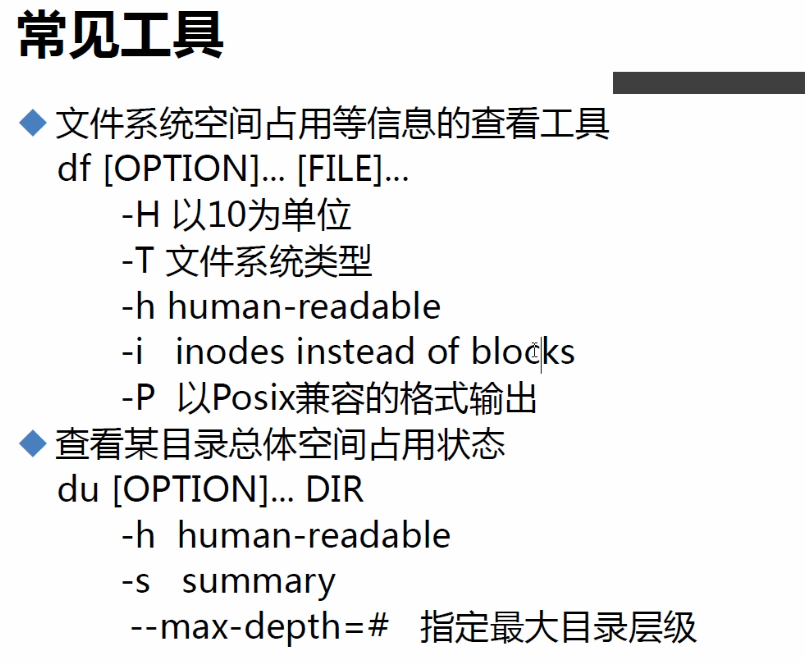 常见工具
文件系统空间占用等信息的查看工具
df [OPTION]... [FILE]...
-H 以10为单位
-T 文件系统类型
-h human-readable
-i inodes instead of blocks
-P 以Posix兼容的格式输出
查看某目录总体空间占用状态
du [OPTION]... DIR
-h human-readable
-s summary
--max-depth=# 指定最大目录层级